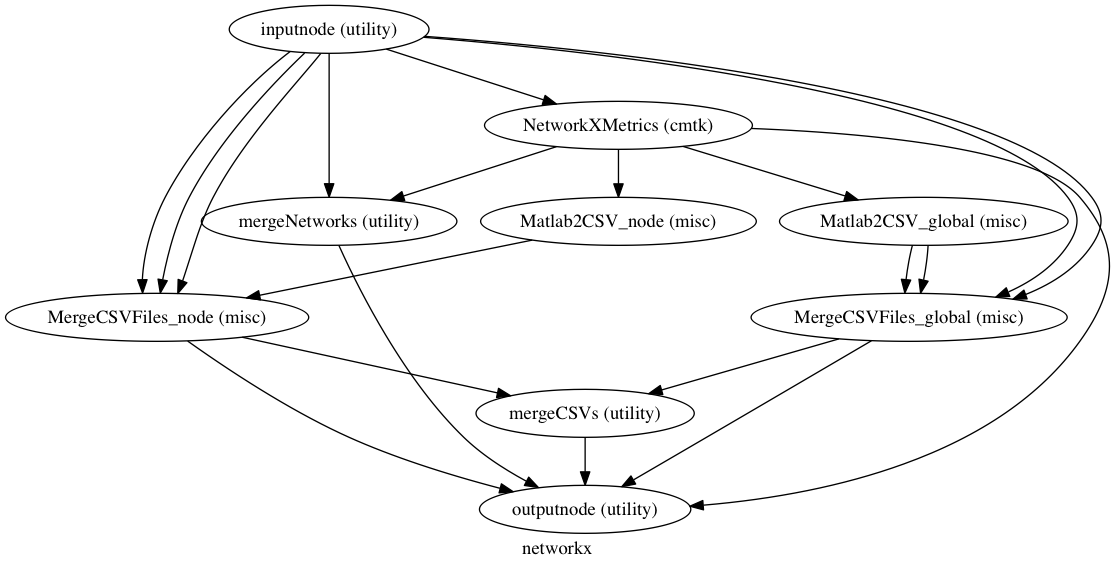 inputnode (utility)
NetworkXMetrics (cmtk)
mergeNetworks (utility)
Matlab2CSV_node (misc)
Matlab2CSV_global (misc)
MergeCSVFiles_node (misc)
MergeCSVFiles_global (misc)
mergeCSVs (utility)
outputnode (utility)
networkx